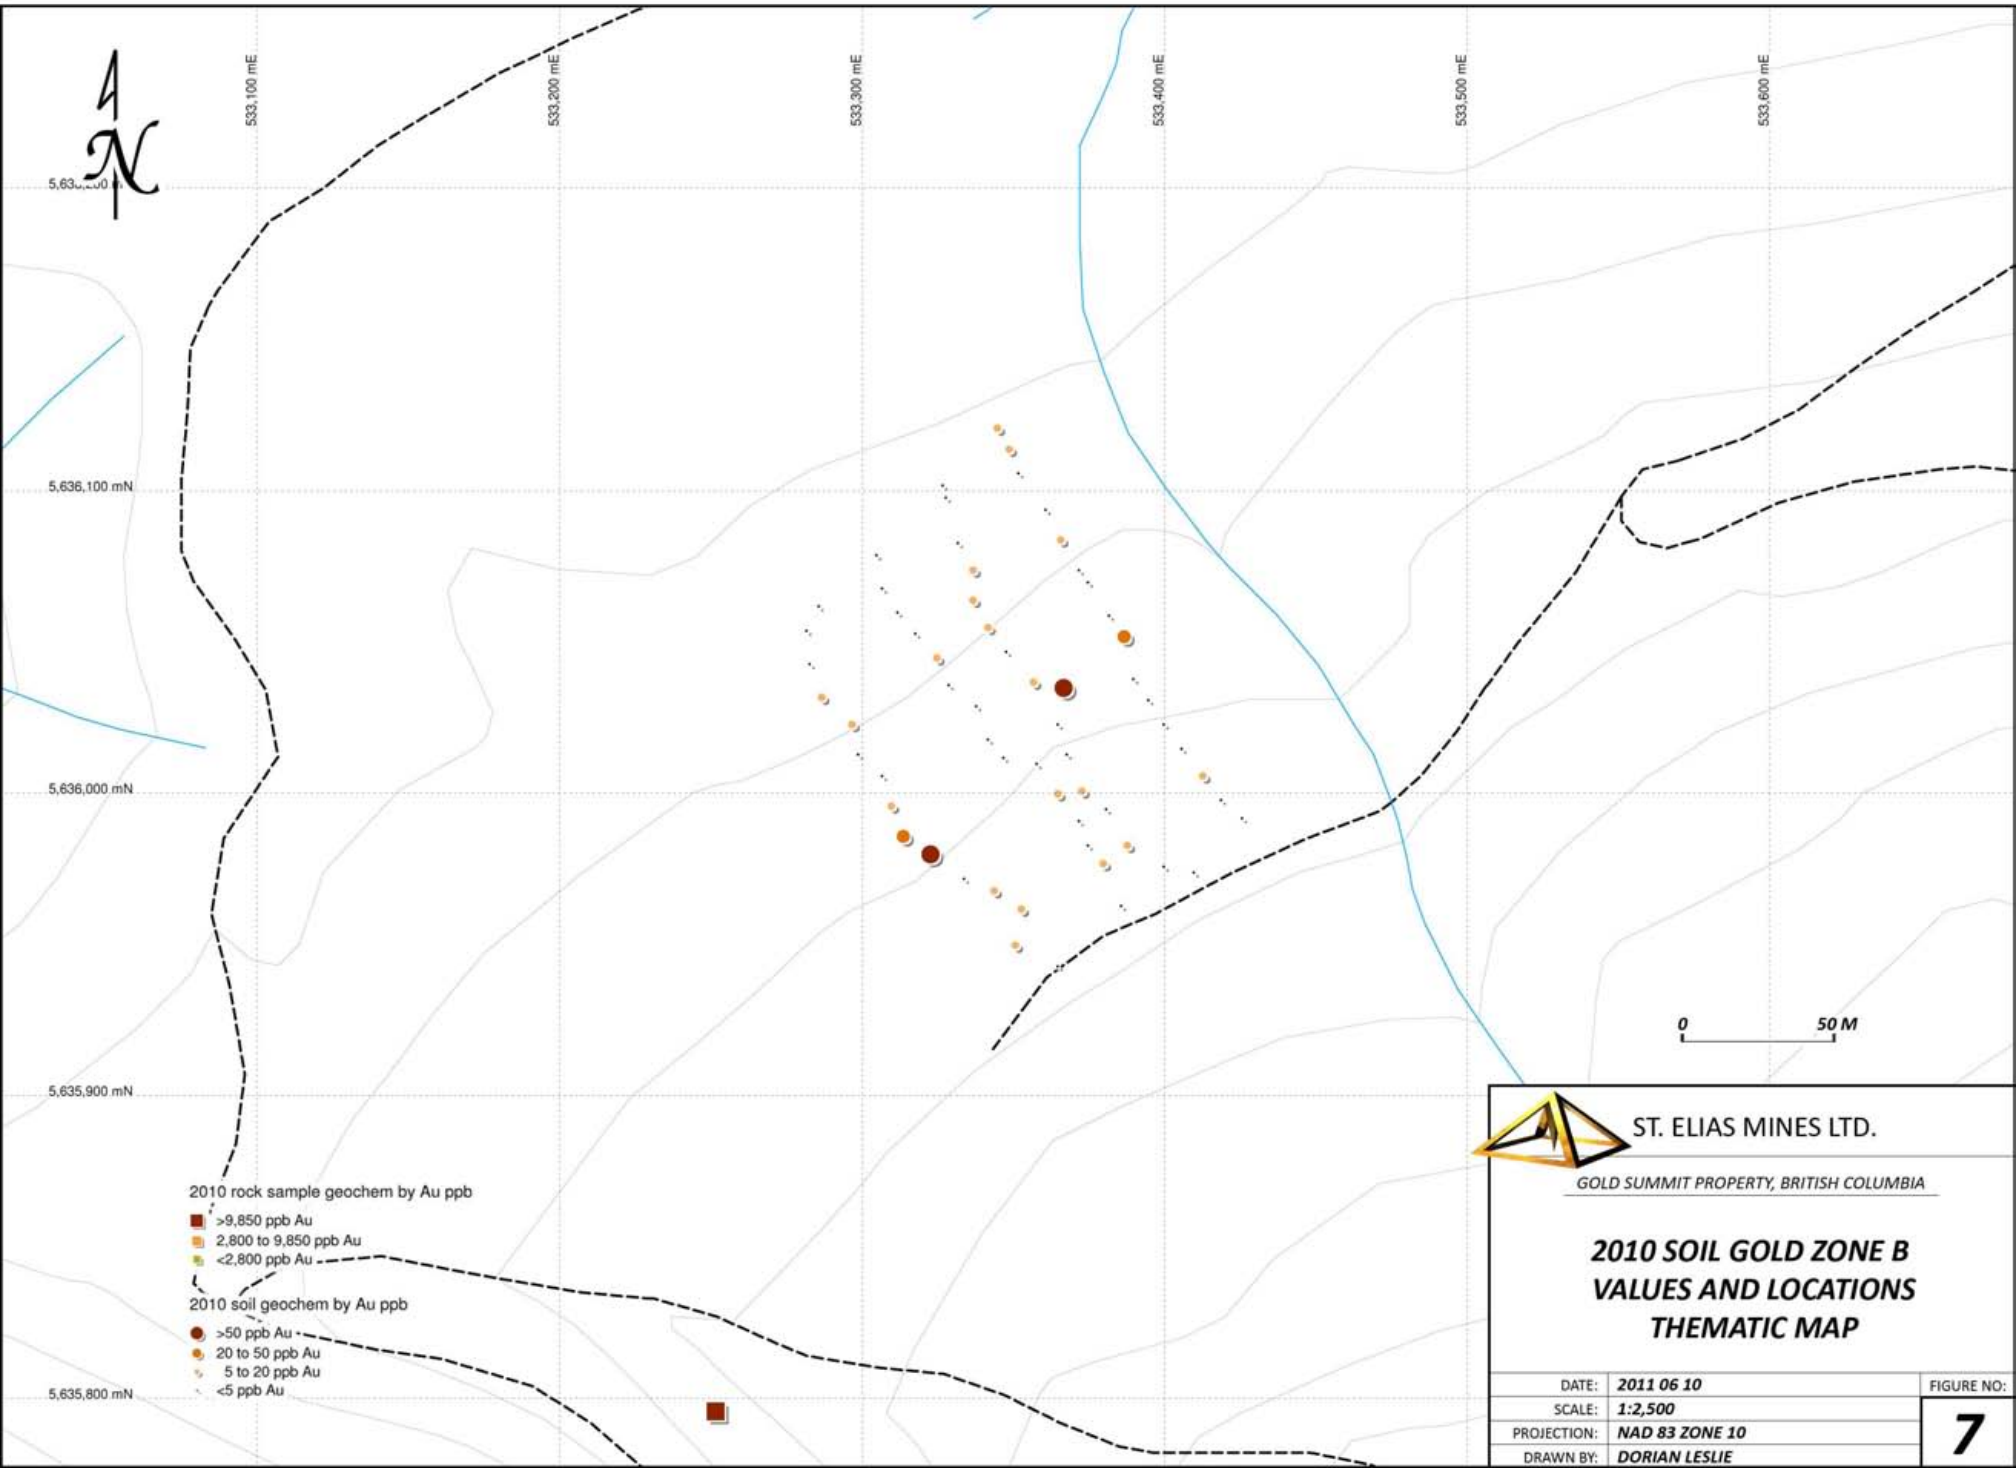 533,100 mE
533,200 mE
533,300 mE
533,400 mE
533,500 mE
533,600 mE
N
5,636,100 mN
5,636,000 mN
5,635,900 mN
5,635,800 mN
0 50 M
2010 rock sample geochem by Au ppb
>9,850 ppb Au
2,800 to 9,850 ppb Au
<2,800 ppb Au
2010 soil geochem by Au ppb
>50 ppb Au
20 to 50 ppb Au
5 to 20 ppb Au
<5 ppb Au
ST. ELIAS MINES LTD.
GOLD SUMMIT PROPERTY, BRITISH COLUMBIA
2010 SOIL GOLD ZONE B
VALUES AND LOCATIONS
THEMATIC MAP
DATE: 2011 06 10
SCALE: 1:2,500
PROJECTION: NAD 83 ZONE 10
DRAWN BY: DORIAN LESLIE
FIGURE NO:
7